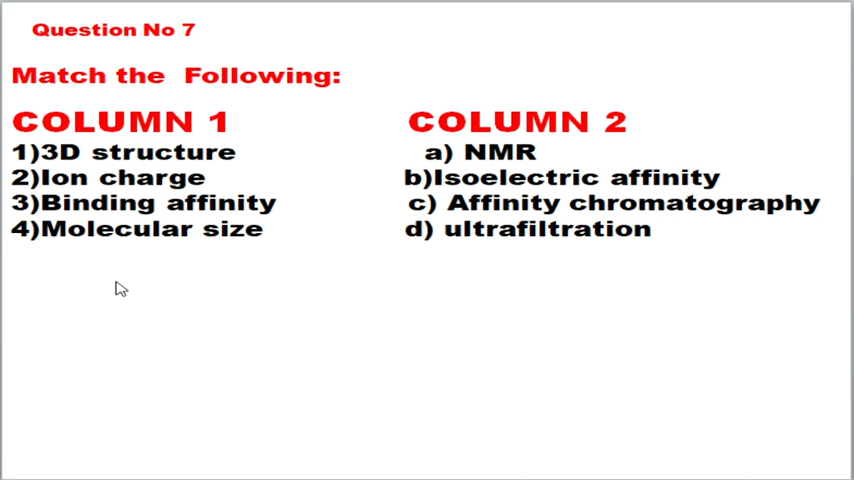 Question No 7
Match the Following:
COLUMN 1 COLUMN 2
1)3D structure a) NMR
2)Ion charge b)Isoelectric affinity
3)Binding affinity c) Affinity chromatography
4)Molecular size d) ultrafiltration